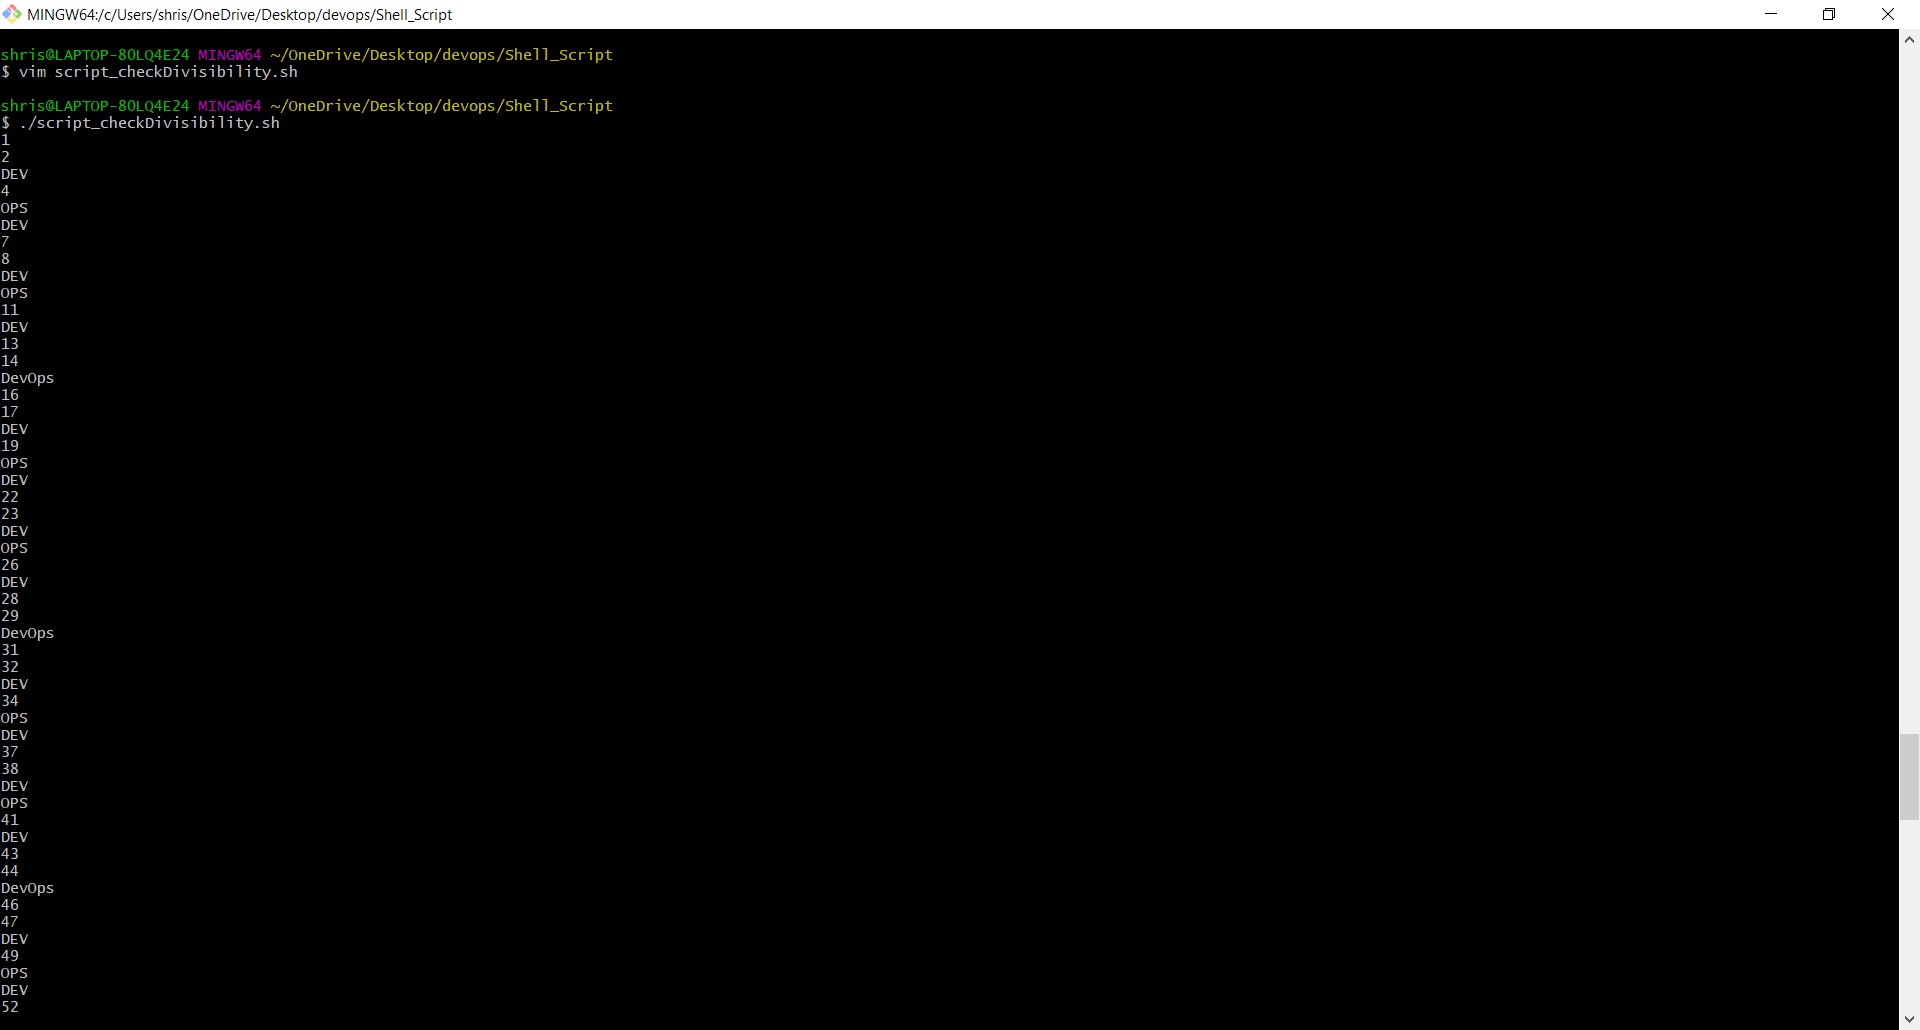 MINGW64:/c/Users/shris/OneDrive/Desktop/devops/Shell_Script
shris@LAPTOP-8OLQ4E24 MINGW64 ~/OneDrive/Desktop/devops/Shell_Script
$ vim script_checkDivisibility.sh
shris@LAPTOP-8OLQ4E24 MINGW64 ~/OneDrive/Desktop/devops/Shell_Script
$ ./script_checkDivisibility.sh
1
2
DEV
4
OPS
DEV
7
8
DEV
OPS
11
DEV
13
14
DevOps
16
17
DEV
19
OPS
DEV
22
23
DEV
OPS
26
DEV
28
29
DevOps
31
32
DEV
34
OPS
DEV
37
38
DEV
OPS
41
DEV
43
44
DevOps
46
47
DEV
49
OPS
DEV
52